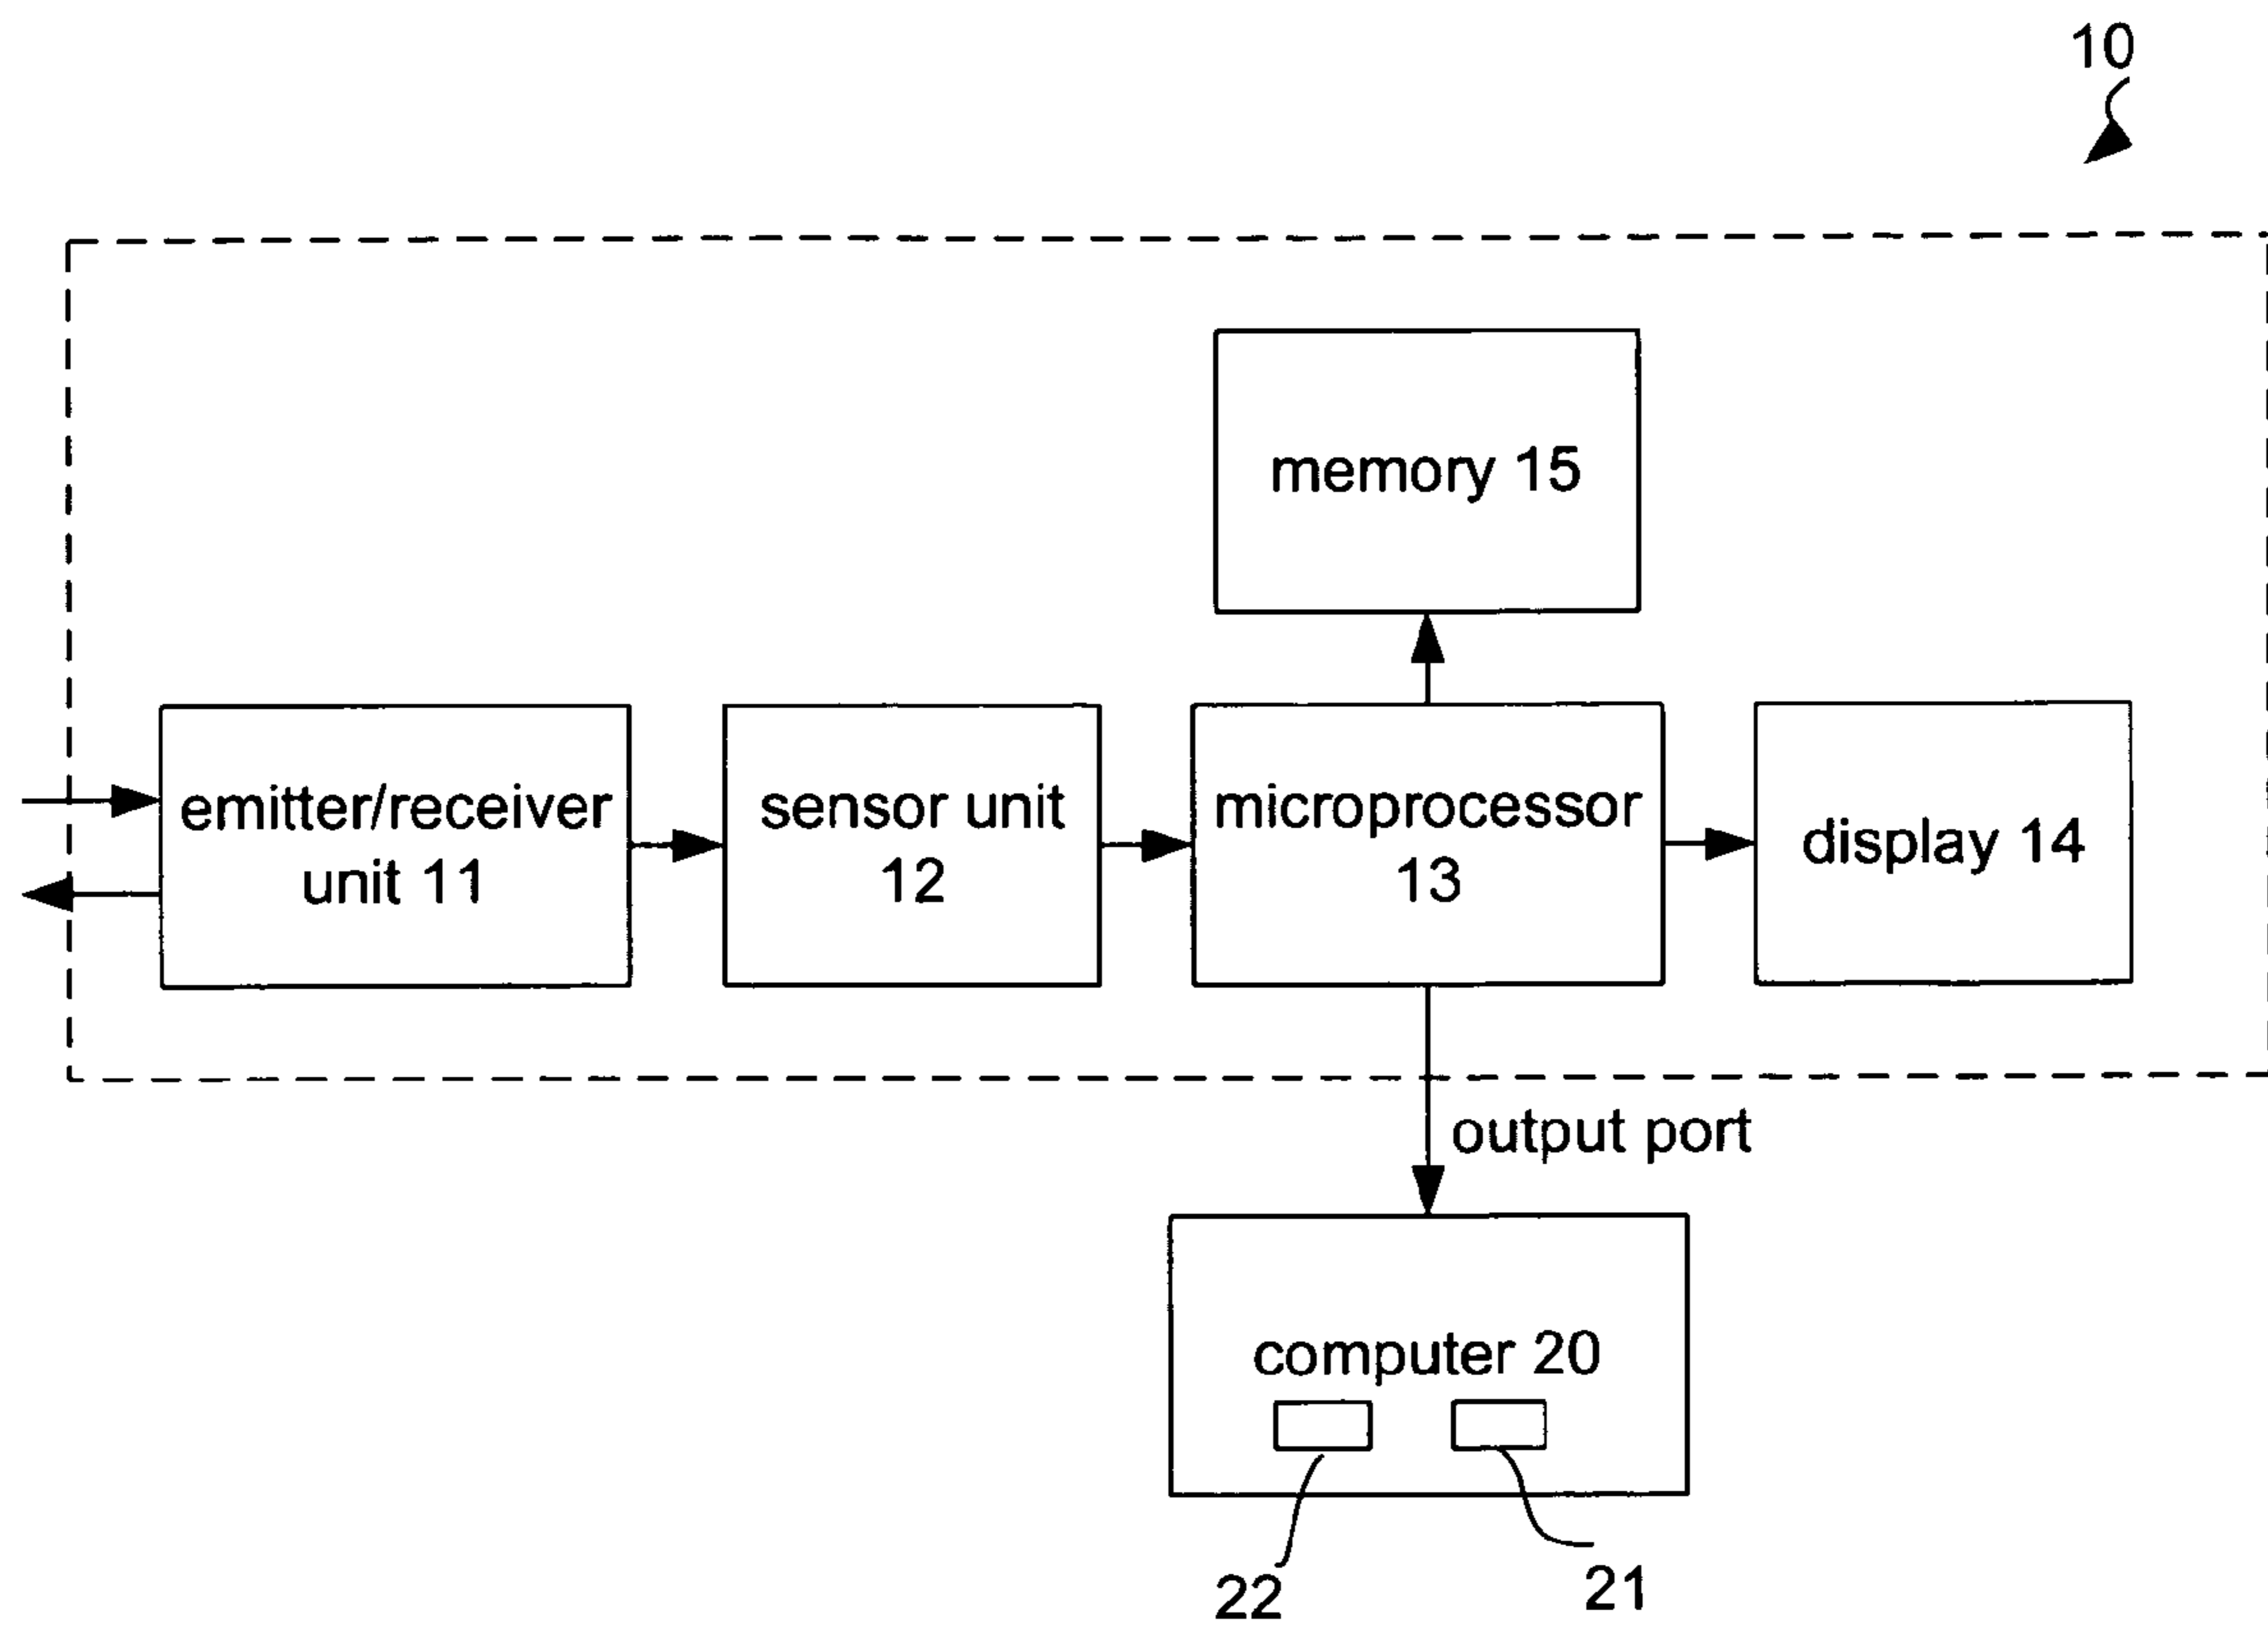 10
memory 15
emitter/receiver
unit 11
sensor unit
12
microprocessor
13
display 14
output port
computer 20
22
21